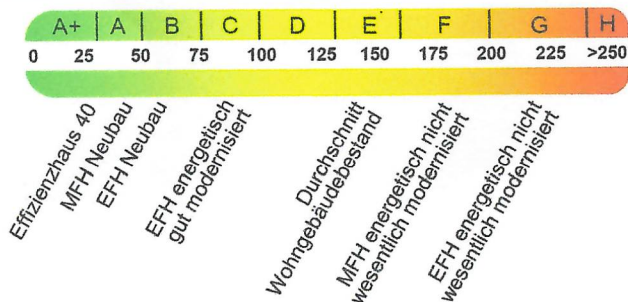 A+ A B C D E F G H
0 25 50 75 100 125 150 175 200 225 >250
Effizienzhaus 40
MFH Neubau
EFH Neubau
EFH energetisch
gut modernisiert
Durchschnitt
Wohngebäudebestand
MFH energetisch nicht
wesentlich modernisiert
EFH energetisch nicht
wesentlich modernisiert